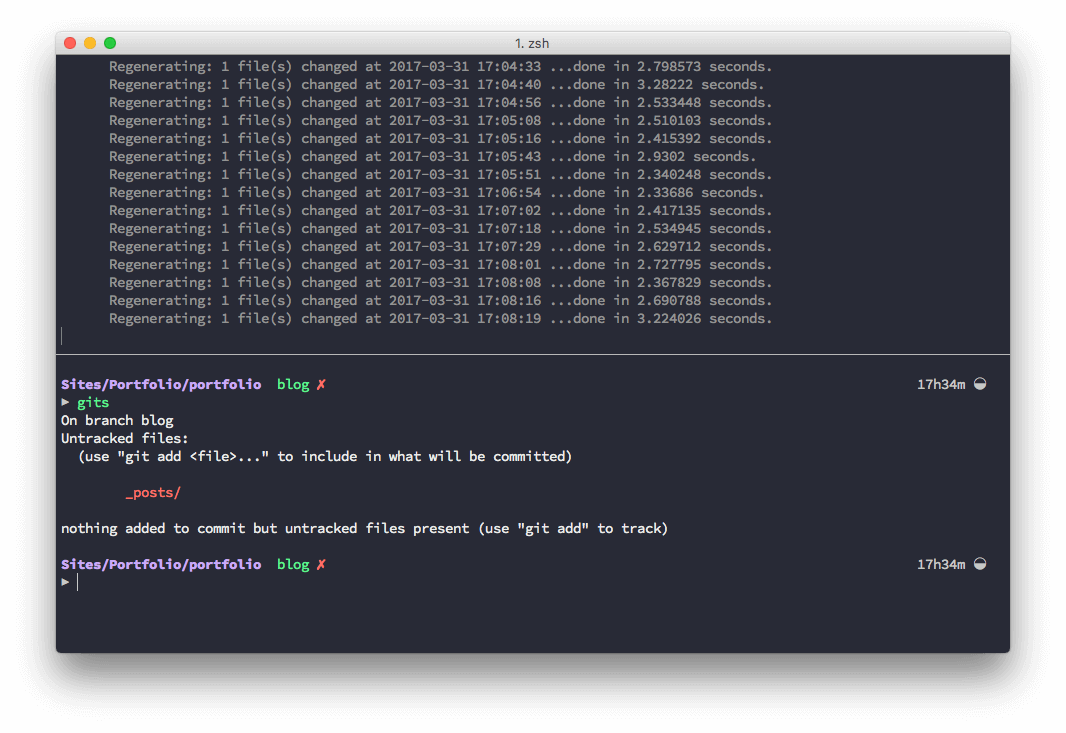 1. zsh
Regenerating: 1 file(s) changed at 2017-03-31 17:04:33 ...done in 2.798573 seconds.
Regenerating: 1 file(s) changed at 2017-03-31 17:04:40 ...done in 3.28222 seconds.
Regenerating: 1 file(s) changed at 2017-03-31 17:04:56 ...done in 2.533448 seconds.
Regenerating: 1 file(s) changed at 2017-03-31 17:05:08 ...done in 2.510103 seconds.
Regenerating: 1 file(s) changed at 2017-03-31 17:05:16 ...done in 2.415392 seconds.
Regenerating: 1 file(s) changed at 2017-03-31 17:05:43 ...done in 2.9302 seconds.
Regenerating: 1 file(s) changed at 2017-03-31 17:05:51 ...done in 2.340248 seconds.
Regenerating: 1 file(s) changed at 2017-03-31 17:06:54 ...done in 2.33686 seconds.
Regenerating: 1 file(s) changed at 2017-03-31 17:07:02 ...done in 2.417135 seconds.
Regenerating: 1 file(s) changed at 2017-03-31 17:07:18 ...done in 2.534945 seconds.
Regenerating: 1 file(s) changed at 2017-03-31 17:07:29 ...done in 2.629712 seconds.
Regenerating: 1 file(s) changed at 2017-03-31 17:08:01 ...done in 2.727795 seconds.
Regenerating: 1 file(s) changed at 2017-03-31 17:08:08 ...done in 2.367829 seconds.
Regenerating: 1 file(s) changed at 2017-03-31 17:08:16 ...done in 2.690788 seconds.
Regenerating: 1 file(s) changed at 2017-03-31 17:08:19 ...done in 3.224026 seconds.
Sites/Portfolio/portfolio blog ✗ 17h34m ◒
▶ gits
On branch blog
Untracked files:
(use "git add <file>..." to include in what will be committed)
_posts/
nothing added to commit but untracked files present (use "git add" to track)
Sites/Portfolio/portfolio blog ✗ 17h34m ◒
▶